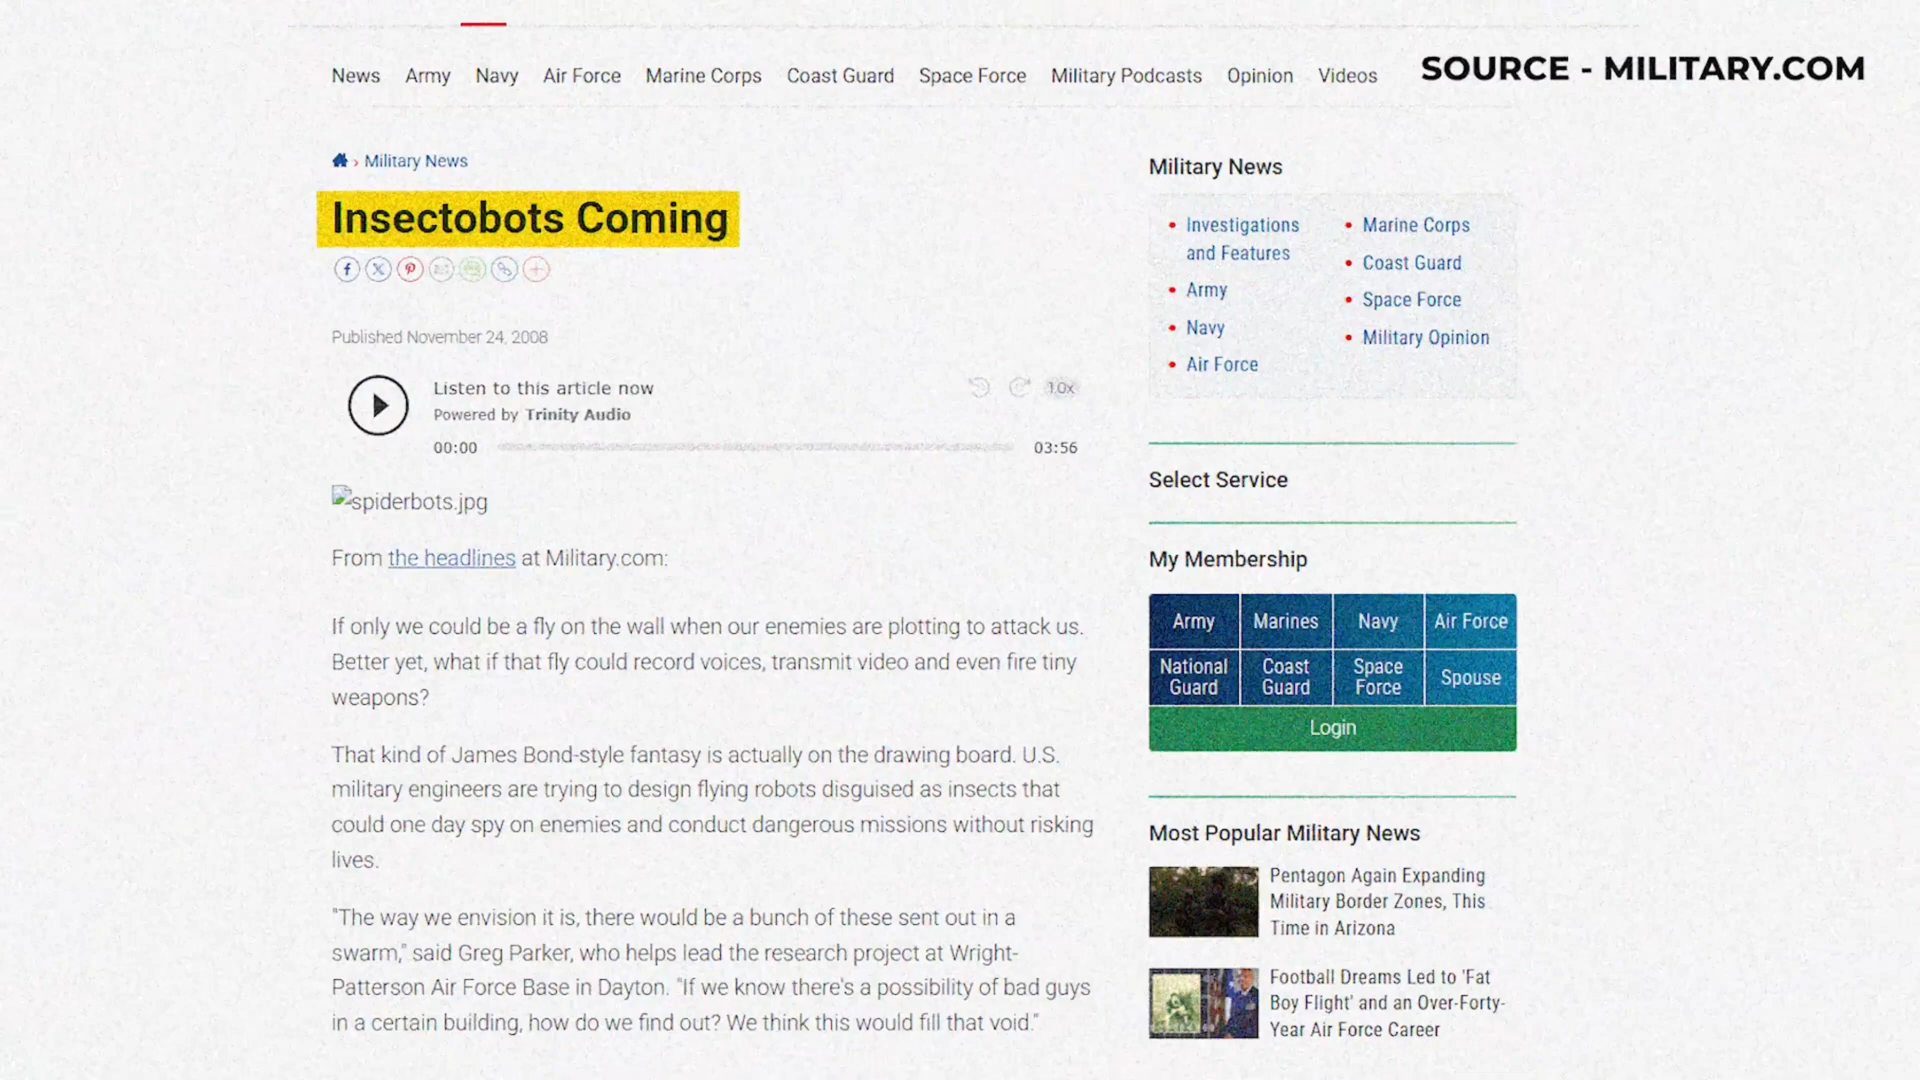 SOURCE - MILITARY.COM
News Army Navy Air Force Marine Corps Coast Guard Space Force Military Podcasts Opinion Videos
› Military News
Insectobots Coming
Published November 24, 2008
Listen to this article now
1.0x
Powered by Trinity Audio
00:00
03:56
spiderbots.jpg
From the headlines at Military.com:
If only we could be a fly on the wall when our enemies are plotting to attack us.
Better yet, what if that fly could record voices, transmit video and even fire tiny
weapons?
That kind of James Bond-style fantasy is actually on the drawing board. U.S.
military engineers are trying to design flying robots disguised as insects that
could one day spy on enemies and conduct dangerous missions without risking
lives.
"The way we envision it is, there would be a bunch of these sent out in a
swarm," said Greg Parker, who helps lead the research project at Wright-
Patterson Air Force Base in Dayton. "If we know there's a possibility of bad guys
in a certain building, how do we find out? We think this would fill that void."
Military News
Investigations
and Features
Army
Navy
Air Force
Marine Corps
Coast Guard
Space Force
Military Opinion
Select Service
My Membership
Army Marines Navy Air Force
National
Guard
Coast
Guard
Space
Force
Spouse
Login
Most Popular Military News
Pentagon Again Expanding
Military Border Zones, This
Time in Arizona
Football Dreams Led to 'Fat
Boy Flight' and an Over-Forty-
Year Air Force Career